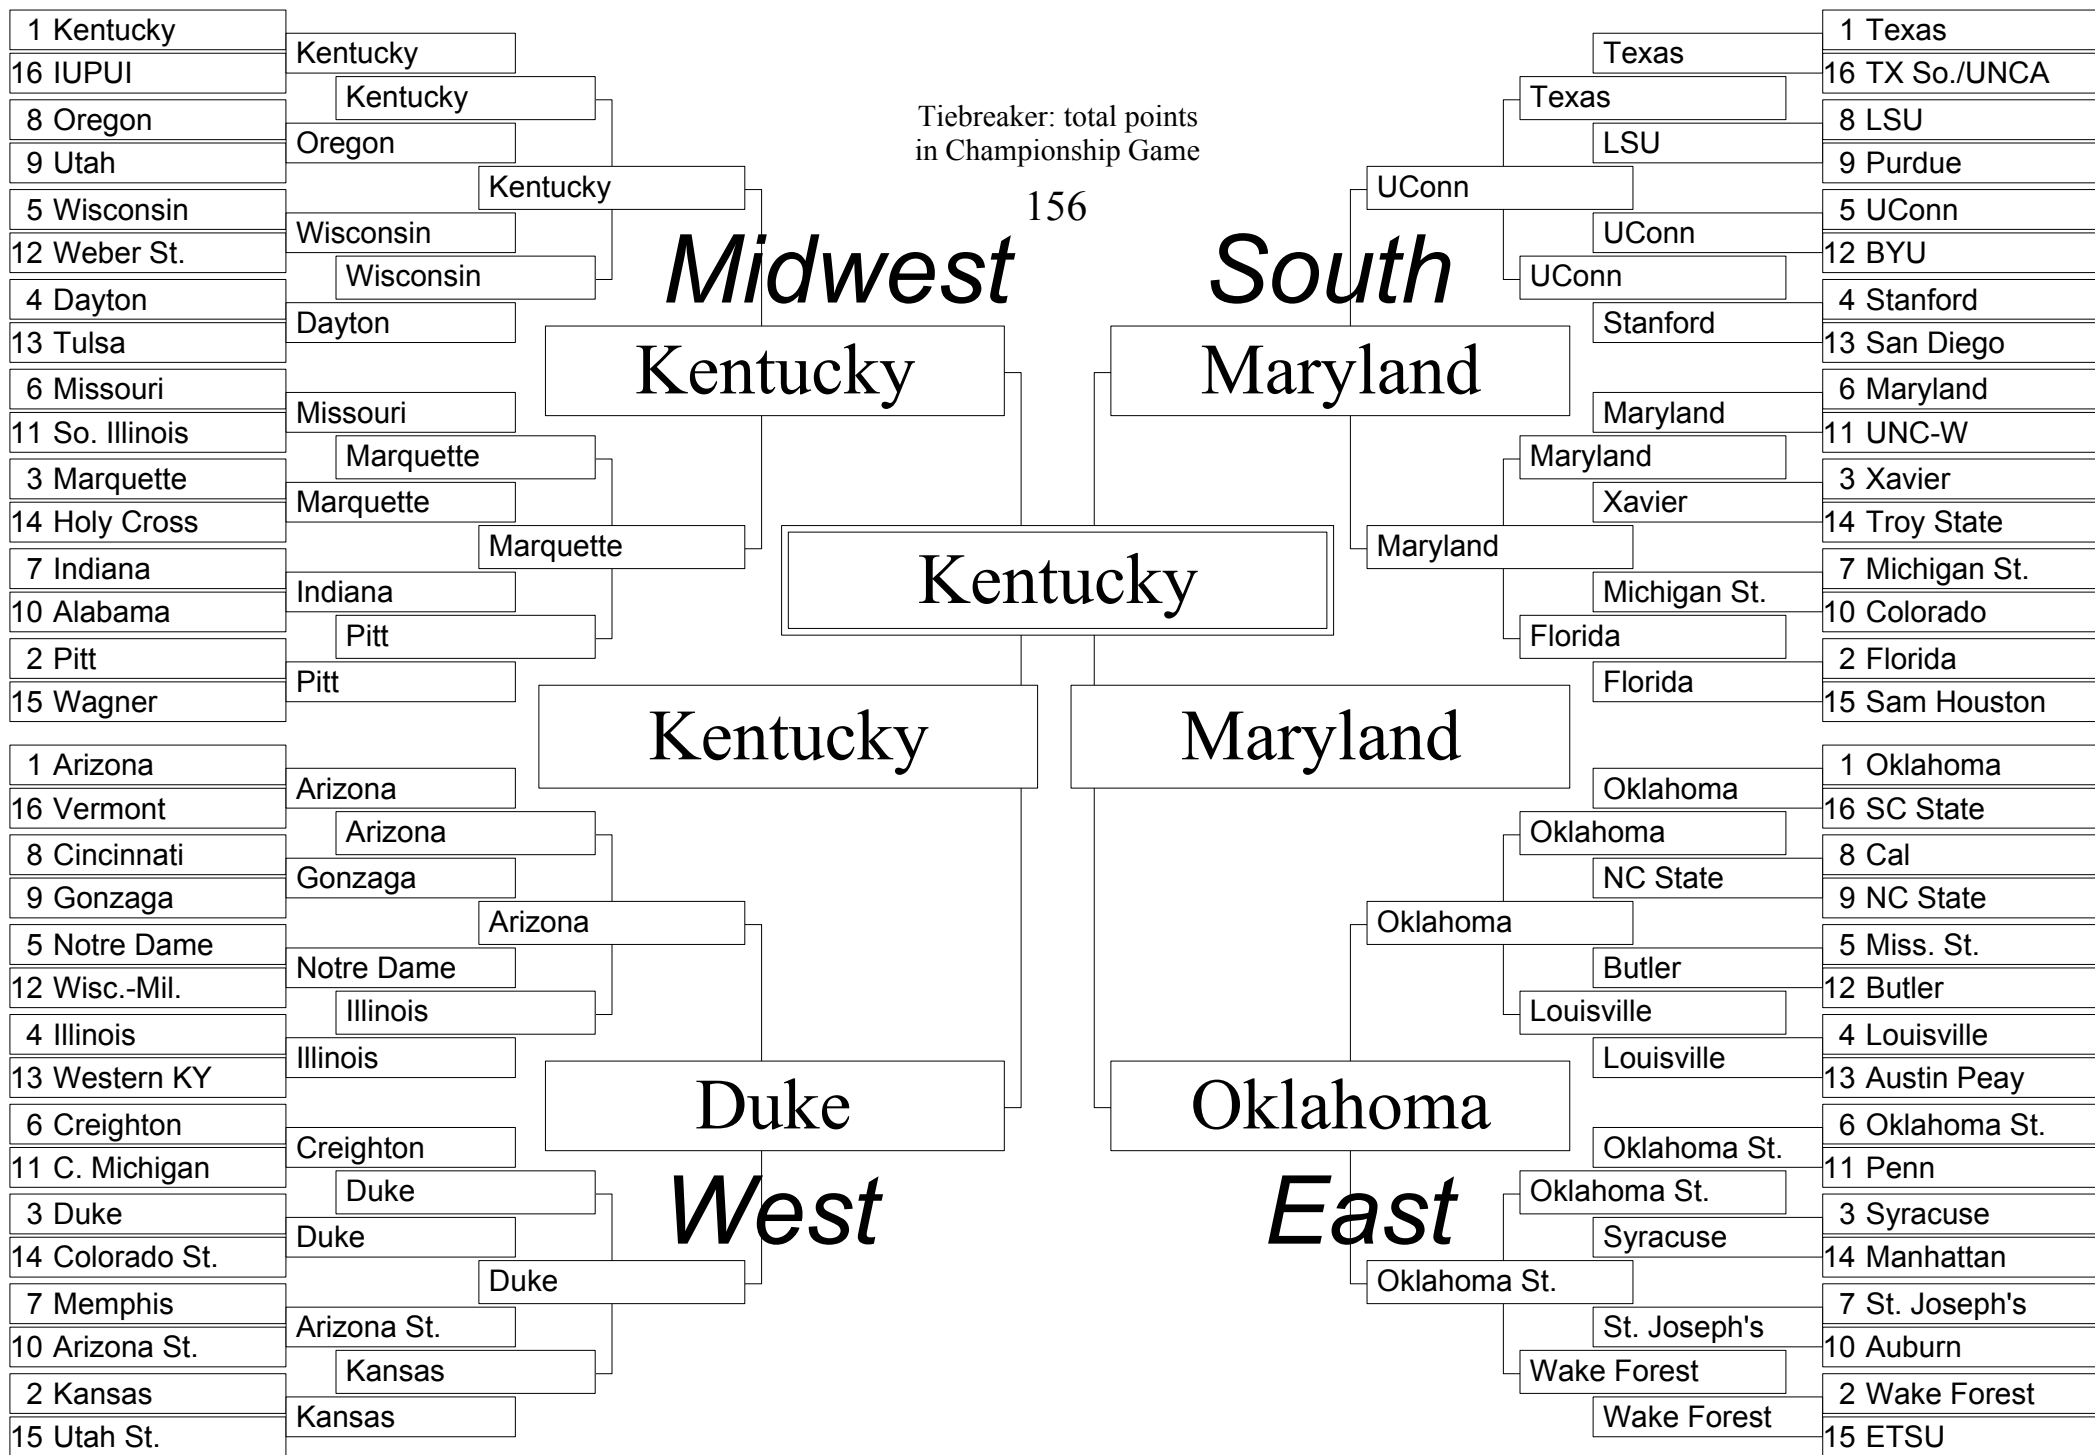 1 Kentucky
16 IUPUI
8 Oregon
9 Utah
5 Wisconsin
12 Weber St.
4 Dayton
13 Tulsa
6 Missouri
11 So. Illinois
3 Marquette
14 Holy Cross
7 Indiana
10 Alabama
2 Pitt
15 Wagner
Kentucky
Oregon
Wisconsin
Dayton
Missouri
Marquette
Indiana
Pitt
Kentucky
Wisconsin
Marquette
Pitt
Kentucky
Marquette
Midwest
Kentucky
1 Arizona
16 Vermont
8 Cincinnati
9 Gonzaga
5 Notre Dame
12 Wisc.-Mil.
4 Illinois
13 Western KY
6 Creighton
11 C. Michigan
3 Duke
14 Colorado St.
7 Memphis
10 Arizona St.
2 Kansas
15 Utah St.
Arizona
Gonzaga
Notre Dame
Illinois
Creighton
Duke
Arizona St.
Kansas
Arizona
Illinois
Duke
Kansas
Arizona
Duke
Duke
West
Tiebreaker: total points
in Championship Game
156
Kentucky
Kentucky
Maryland
South
Maryland
UConn
Maryland
Texas
UConn
Maryland
Florida
Texas
LSU
UConn
Stanford
Maryland
Xavier
Michigan St.
Florida
1 Texas
16 TX So./UNCA
8 LSU
9 Purdue
5 UConn
12 BYU
4 Stanford
13 San Diego
6 Maryland
11 UNC-W
3 Xavier
14 Troy State
7 Michigan St.
10 Colorado
2 Florida
15 Sam Houston
Oklahoma
East
Oklahoma
Oklahoma St.
Oklahoma
Louisville
Oklahoma St.
Wake Forest
Oklahoma
NC State
Butler
Louisville
Oklahoma St.
Syracuse
St. Joseph's
Wake Forest
1 Oklahoma
16 SC State
8 Cal
9 NC State
5 Miss. St.
12 Butler
4 Louisville
13 Austin Peay
6 Oklahoma St.
11 Penn
3 Syracuse
14 Manhattan
7 St. Joseph's
10 Auburn
2 Wake Forest
15 ETSU